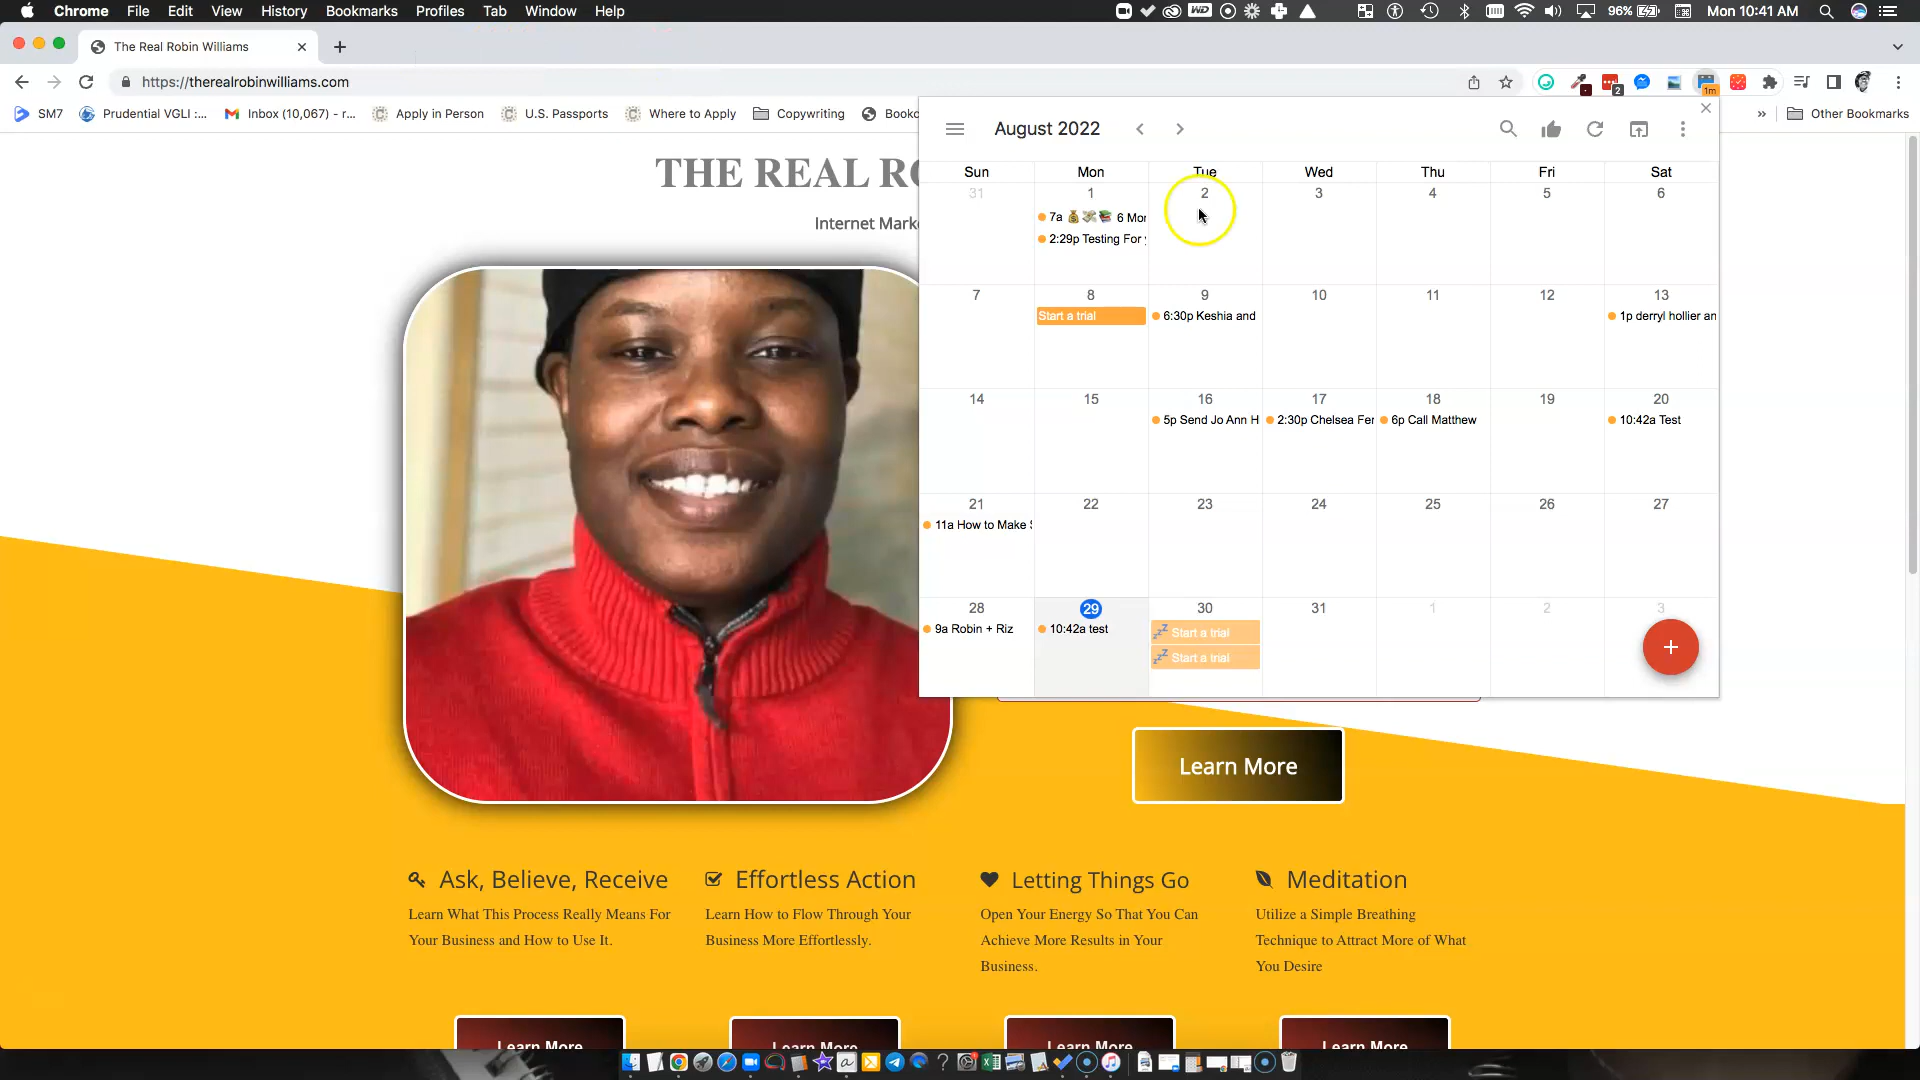 Chrome File Edit View History Bookmarks Profiles Tab Window Help 96% Mon 10:41 AM
The Real Robin Williams
https://therealrobinwilliams.com 2 1m
SM7 Prudential VGLI :... Inbox (10,067) - r... Apply in Person U.S. Passports Where to Apply Copywriting » Other Bookmarks
THE REAL
August 2022
Sun Mon Tue Wed Thu Fri Sat
31 1 2 3 4 5 6
7a 💰💸📚 6
2:29p Testing For
Internet
7 8 9 10 11 12 13
Start a trial 6:30p Keshia and 1p derryl hollier
14 15 16 17 18 19 20
5p Send Jo Ann 2:30p Chelsea 6p Call Matthew 10:42a Test
21 22 23 24 25 26 27
11a How to Make
28 29 30 31 1 2 3
9a Robin + Riz 10:42a test Start a trial
Start a trial
+
Learn More
Ask, Believe, Receive
Learn What This Process Really Means For
Your Business and How to Use It.
Effortless Action
Learn How to Flow Through Your
Business More Effortlessly.
Letting Things Go
Open Your Energy So That You Can
Achieve More Results in Your
Business.
Meditation
Utilize a Simple Breathing
Technique to Attract More of What
You Desire
Learn More Learn More Learn More Learn More